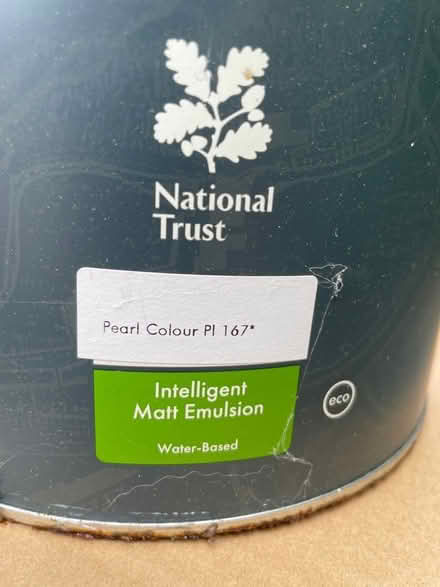 National
Trust
Pearl Colour Pl 167*
Intelligent
Matt Emulsion
Water-Based
eco